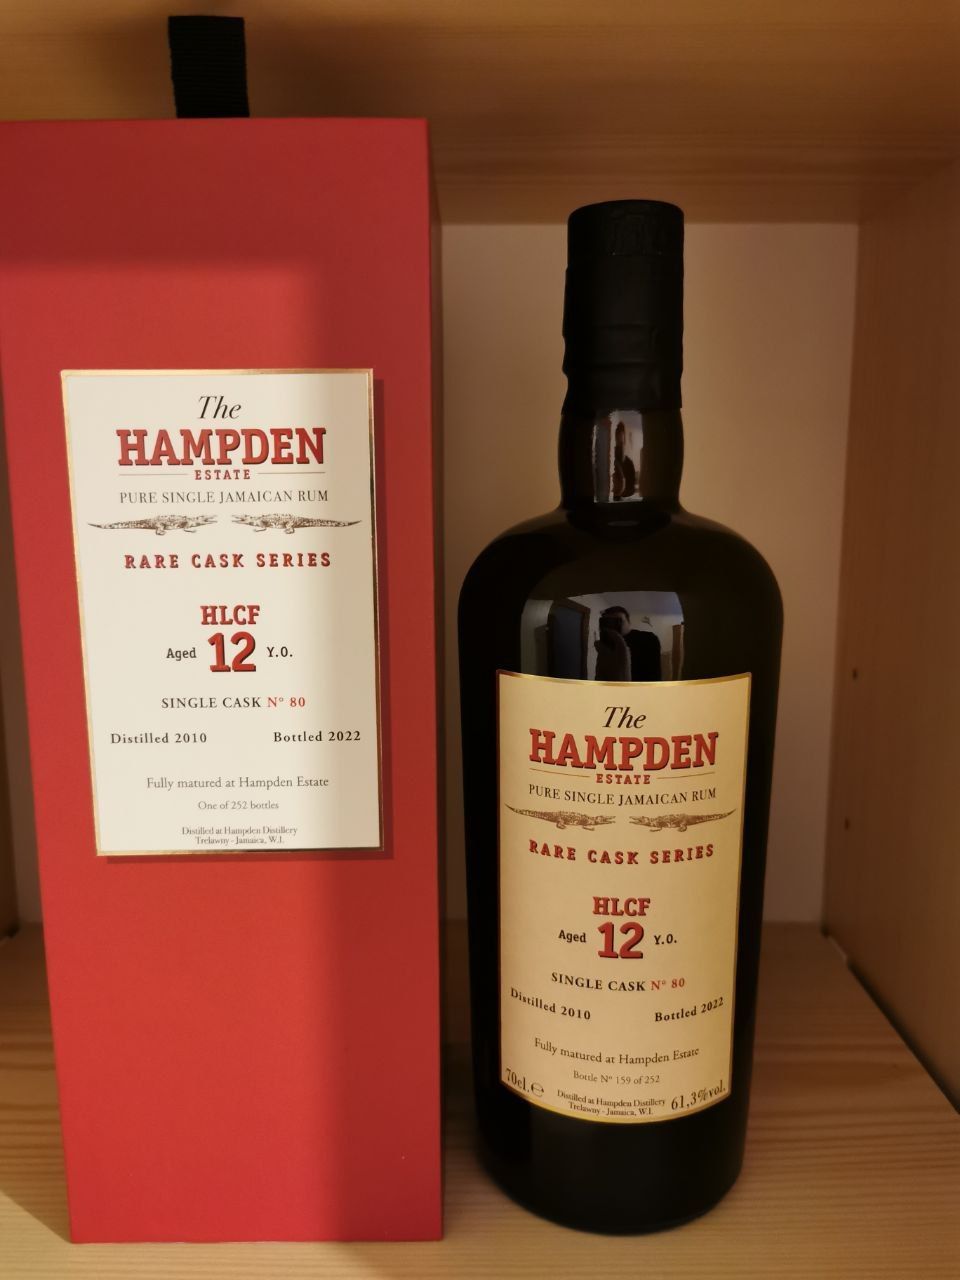 The
HAMPDEN
ESTATE
PURE SINGLE JAMAICAN RUM
RARE CASK SERIES
HLCF
Aged 12 Y.O.
SINGLE CASK N° 80
Distilled 2010 Bottled 2022
Fully matured at Hampden Estate
One of 252 bottles
Distilled at Hampden Distillery
Trelawny - Jamaica, W.I.
The
HAMPDEN
ESTATE
PURE SINGLE JAMAICAN RUM
RARE CASK SERIES
HLCF
Aged 12 Y.O.
SINGLE CASK N° 80
Distilled 2010 Bottled 2022
Fully matured at Hampden Estate
Bottle N° 159 of 252
70cl.℮ Distilled at Hampden Distillery 61,3%vol.
Trelawny - Jamaica, W.I.